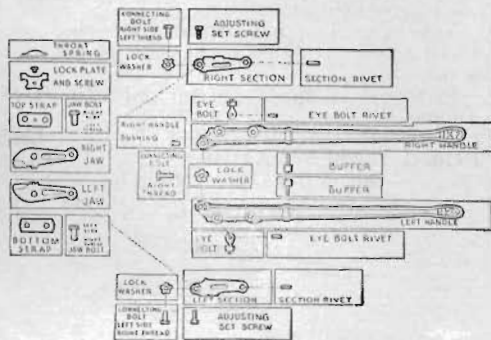 CONNECTING
BOLT
RIGHT SIDE
LEFT THREAD
ADJUSTING
SET SCREW
THROAT
SPRING
LOCK PLATE
AND SCREW
LOCK
WASHER
RIGHT SECTION
SECTION RIVET
TOP STRAP
JAW BOLT
EYE
BOLT
EYE BOLT RIVET
RIGHT HANDLE
BUSHING
RIGHT HANDLE
RIGHT
JAW
CONNECTING
BOLT
RIGHT
THREAD
LOCK
WASHER
BUFFER
BUFFER
LEFT
JAW
LEFT HANDLE
BOTTOM
STRAP
JAW BOLT
EYE
BOLT
EYE BOLT RIVET
LOCK
WASHER
LEFT SECTION
SECTION RIVET
CONNECTING
BOLT
LEFT SIDE
RIGHT THREAD
ADJUSTING
SET SCREW